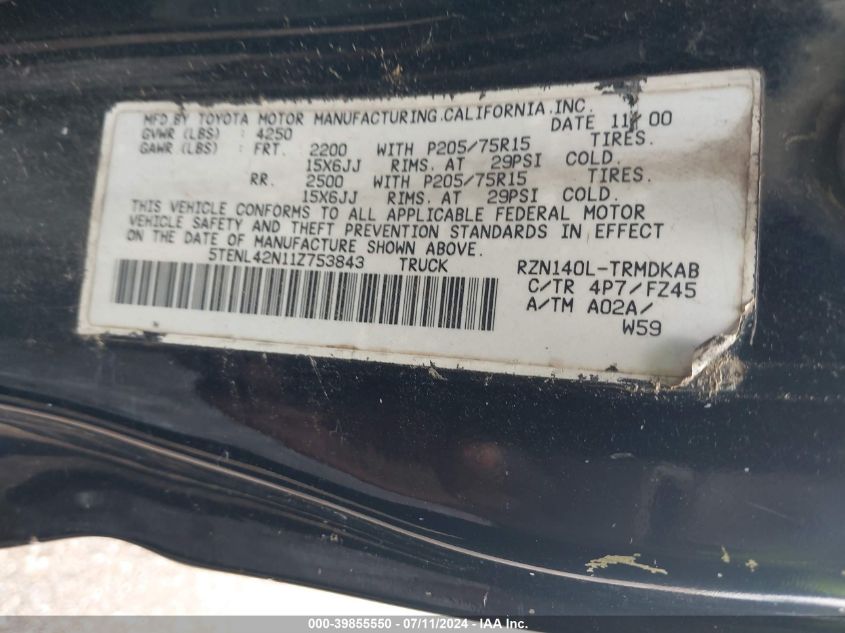 MFD BY TOYOTA MOTOR MANUFACTURING.CALIFORNIA.INC.
GVWR (LBS) : 4250 DATE 11/00
GAWR (LBS) : FRT. 2200 WITH P205/75R15 TIRES.
15X6JJ RIMS. AT 29PSI COLD.
RR. 2500 WITH P205/75R15 TIRES.
15X6JJ RIMS. AT 29PSI COLD.
THIS VEHICLE CONFORMS TO ALL APPLICABLE FEDERAL MOTOR
VEHICLE SAFETY AND THEFT PREVENTION STANDARDS IN EFFECT
ON THE DATE OF MANUFACTURE SHOWN ABOVE.
5TENL42N11Z753843 TRUCK RZN140L-TRMDKAB
C/TR 4P7/FZ45
A/TM A02A/
W59
000-39855550 - 07/11/2024 - IAA Inc.